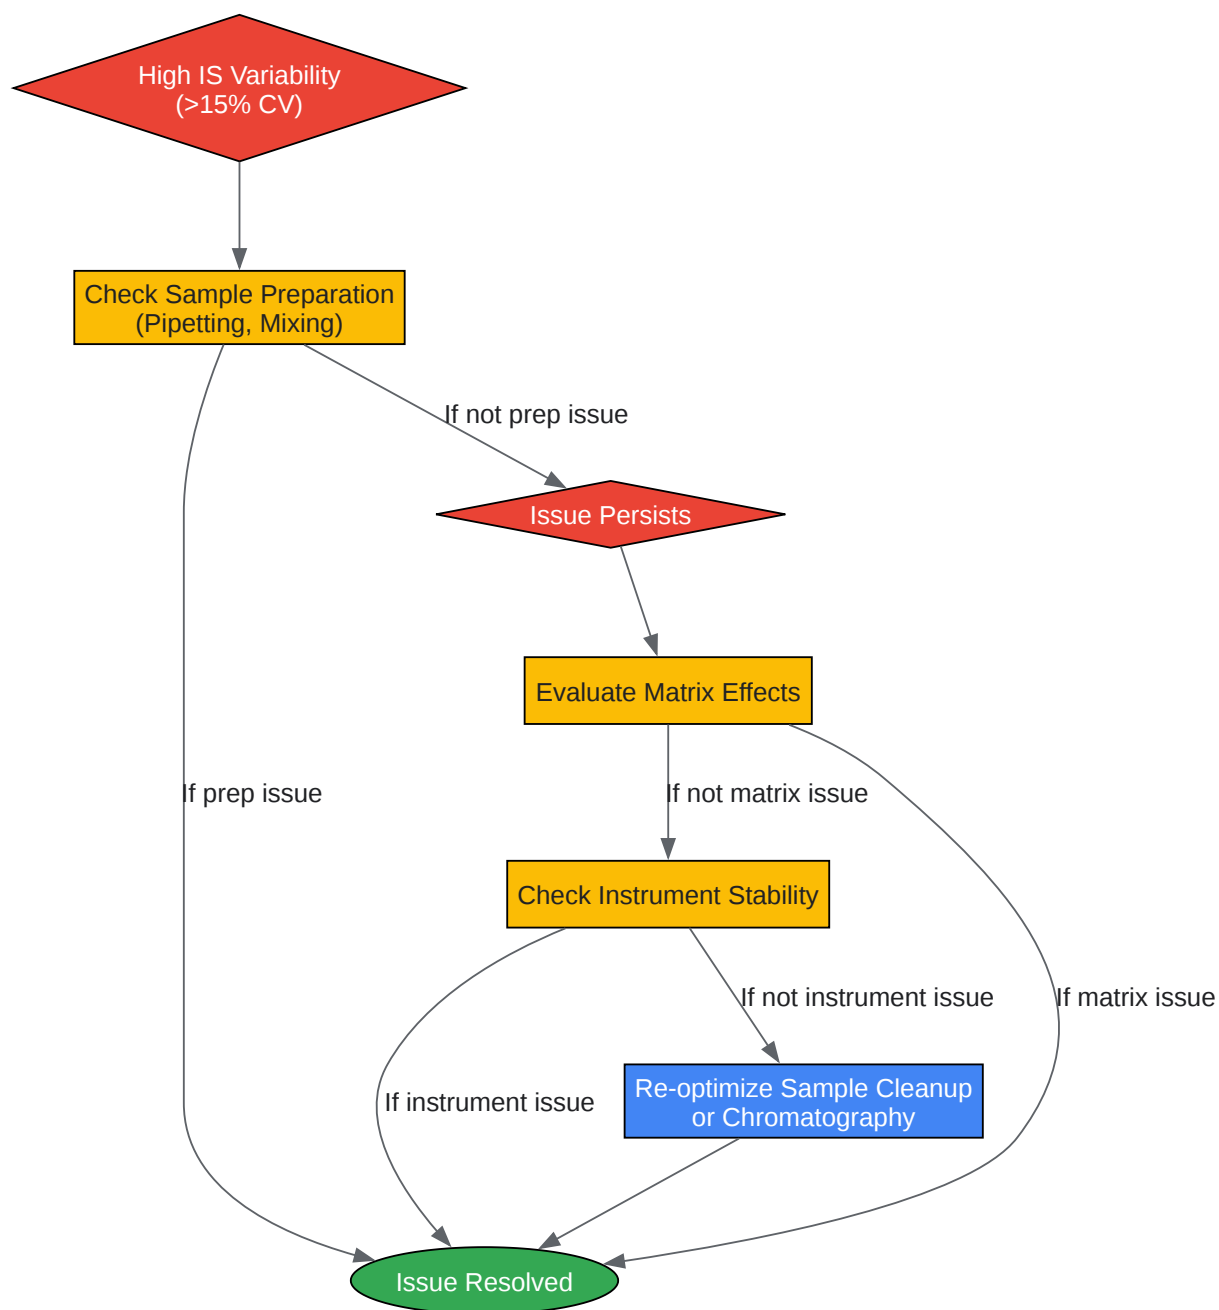 High IS Variability
(>15% CV)
Check Sample Preparation
(Pipetting, Mixing)
If not prep issue
Issue Persists
Evaluate Matrix Effects
If prep issue
If not matrix issue
Check Instrument Stability
If not instrument issue
If matrix issue
Re-optimize Sample Cleanup
or Chromatography
If instrument issue
Issue Resolved